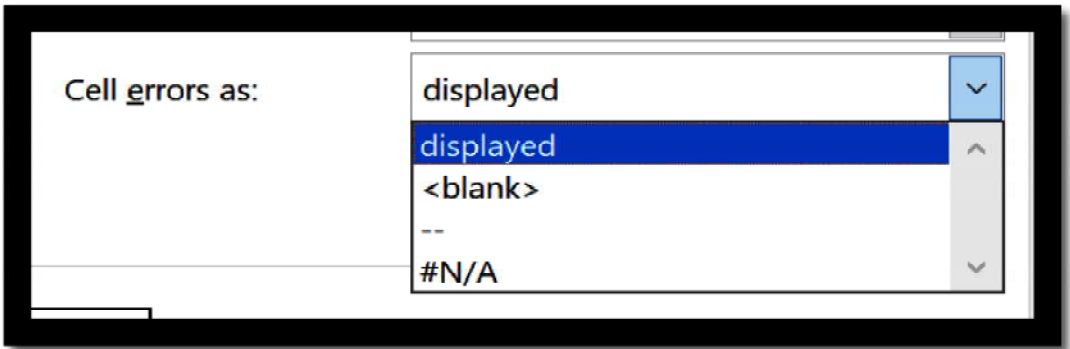 Cell errors as:
displayed
displayed
<blank>
--
#N/A